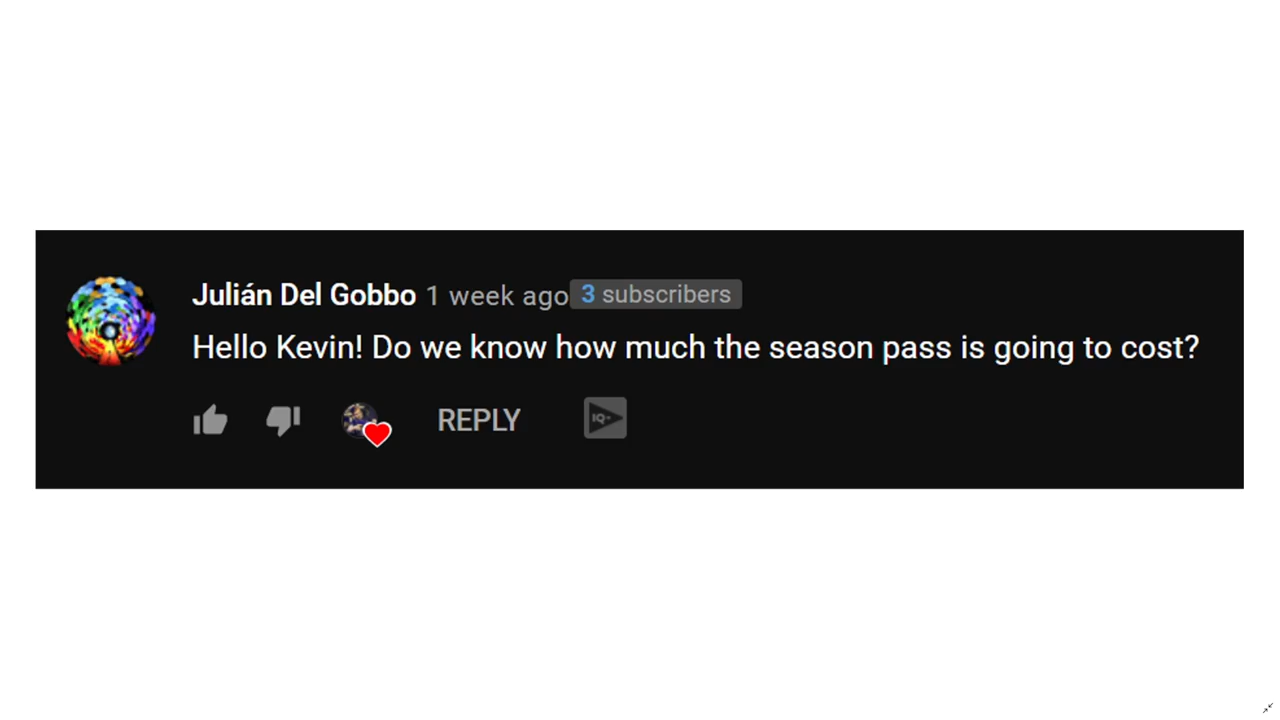 Julián Del Gobbo 1 week ago 3 subscribers
Hello Kevin! Do we know how much the season pass is going to cost?
REPLY IQ